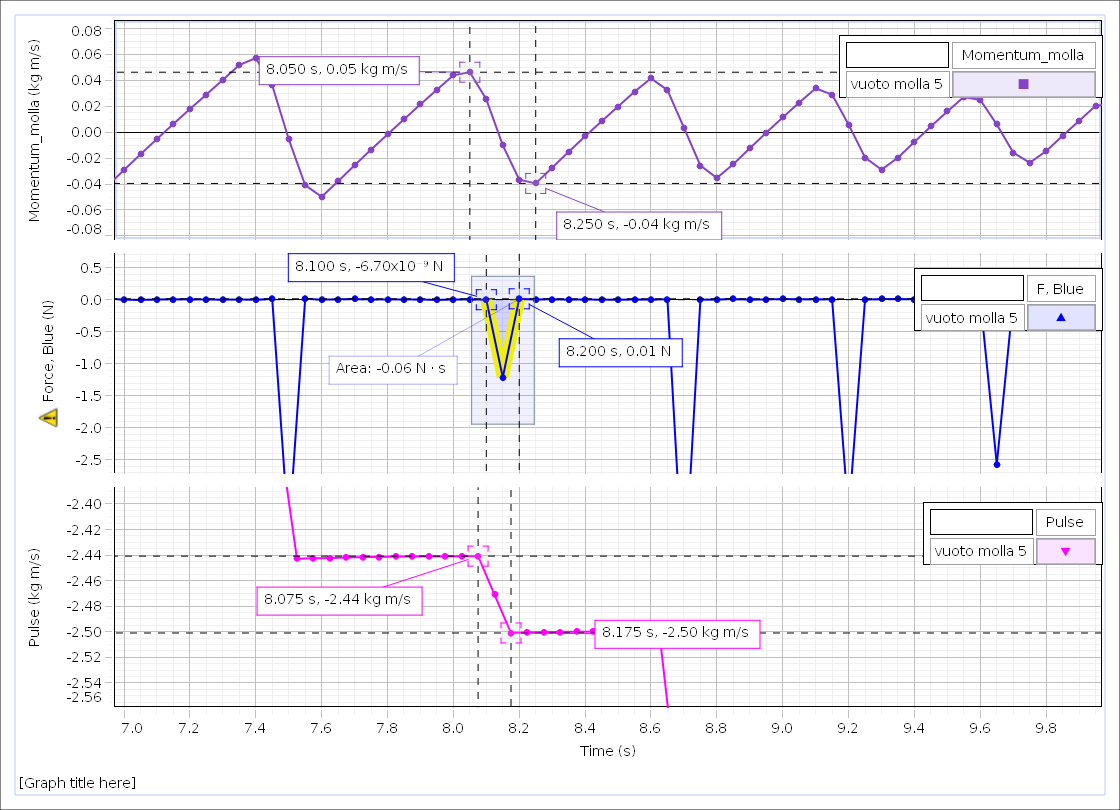 Momentum_molla (kg m/s)
0.08
0.06
0.04
0.02
0.00
-0.02
-0.04
-0.06
-0.08
8.050 s, 0.05 kg m/s
8.250 s, -0.04 kg m/s
Momentum_molla
vuoto molla 5
Force, Blue (N)
0.5
0.0
-0.5
-1.0
-1.5
-2.0
-2.5
8.100 s, -6.70x10⁻⁹ N
Area: -0.06 N · s
8.200 s, 0.01 N
F, Blue
vuoto molla 5
Pulse (kg m/s)
-2.40
-2.42
-2.44
-2.46
-2.48
-2.50
-2.52
-2.54
-2.56
8.075 s, -2.44 kg m/s
8.175 s, -2.50 kg m/s
Pulse
vuoto molla 5
7.0 7.2 7.4 7.6 7.8 8.0 8.2 8.4 8.6 8.8 9.0 9.2 9.4 9.6 9.8
Time (s)
[Graph title here]